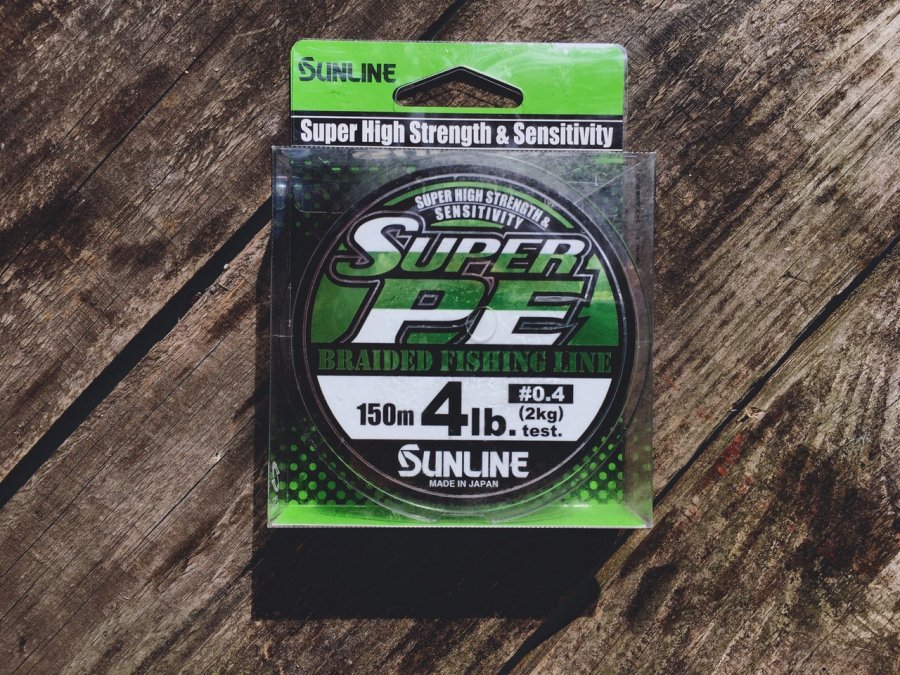 SUNLINE
Super High Strength & Sensitivity
SUPER HIGH STRENGTH &
SENSITIVITY
SUPER
PE
BRAIDED FISHING LINE
150m 4lb. #0.4 (2kg) test.
SUNLINE
MADE IN JAPAN